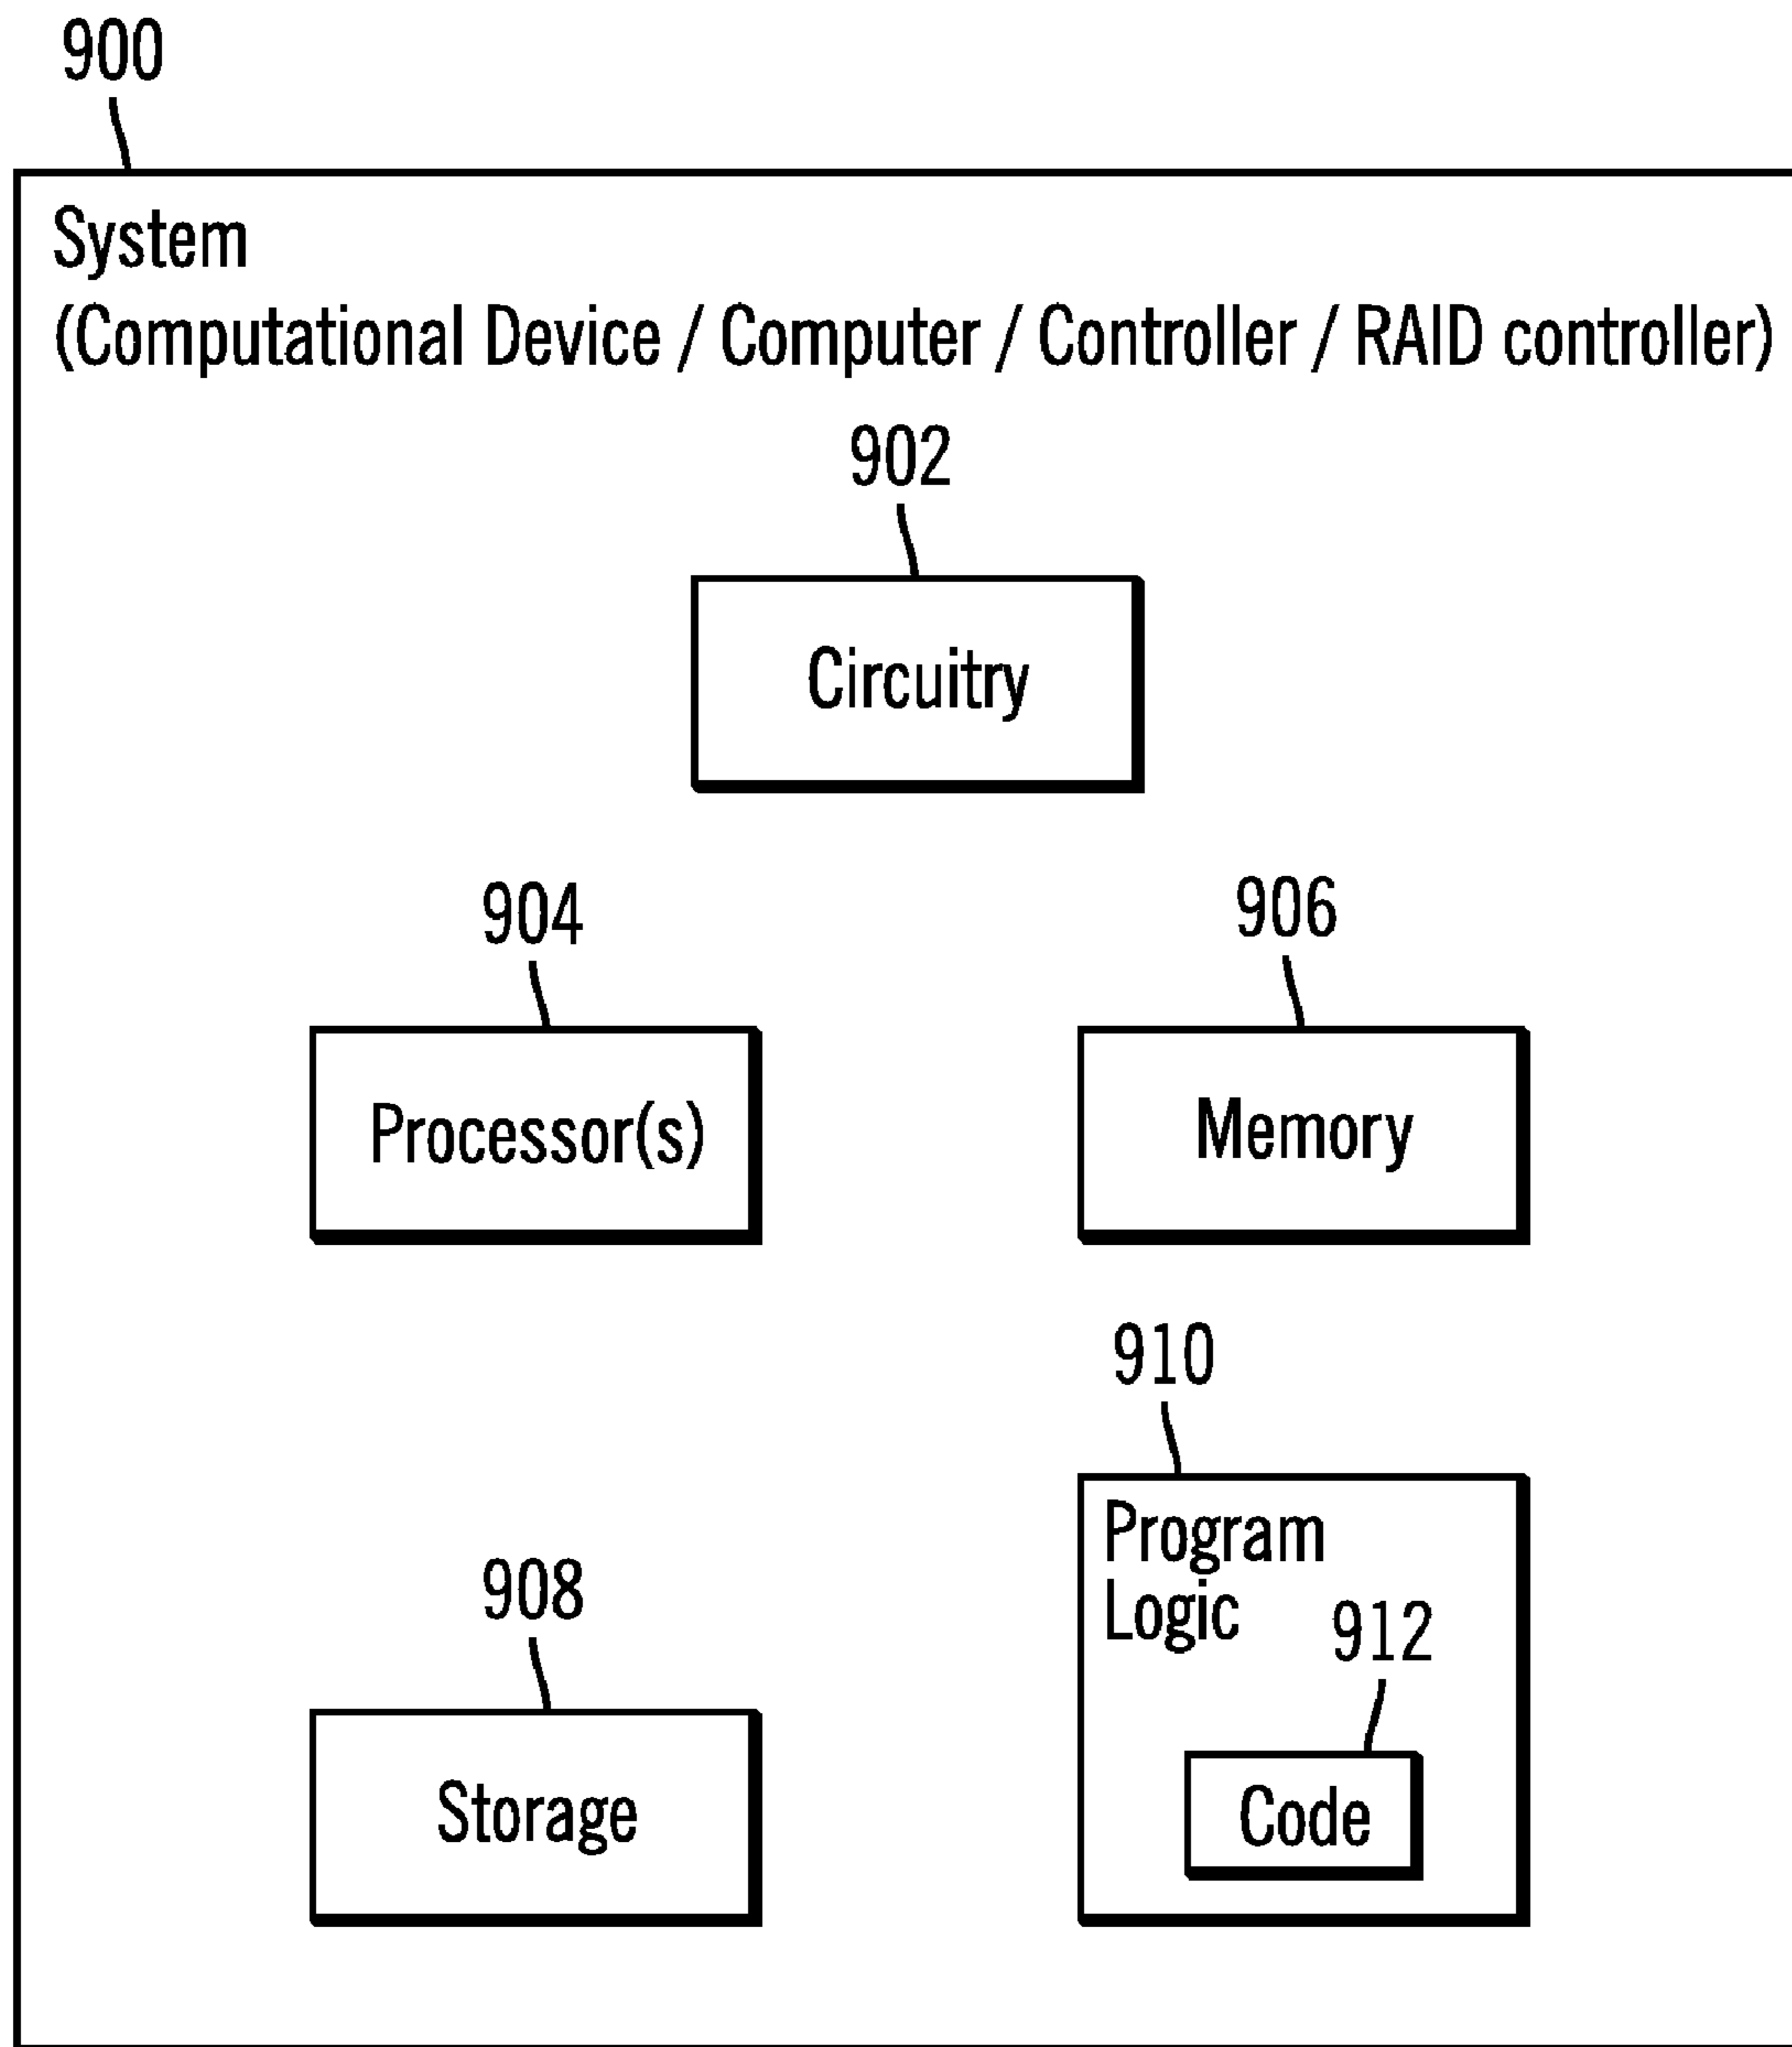 900
System
(Computational Device / Computer / Controller / RAID controller)
902
Circuitry
904
906
Processor(s)
Memory
910
Program
Logic
908
912
Storage
Code